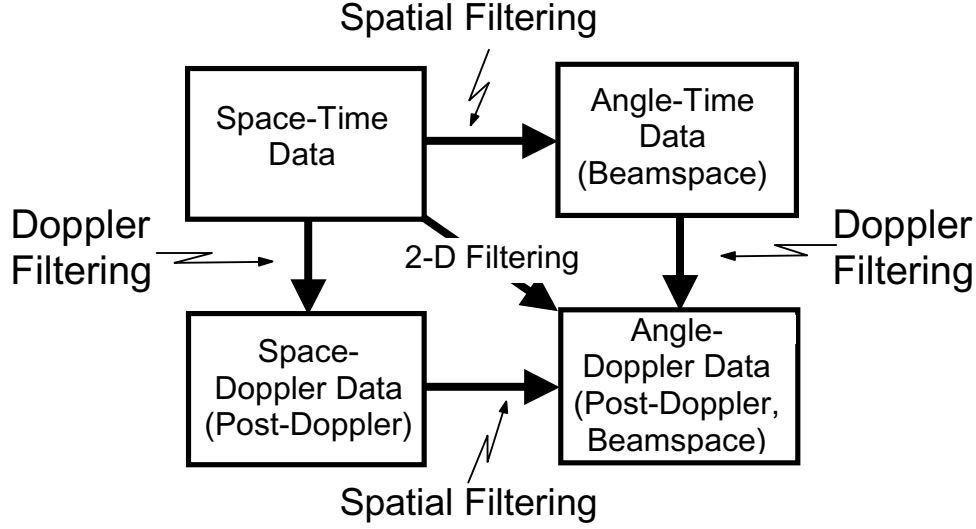 Spatial Filtering
Space-Time
Data
Angle-Time
Data
(Beamspace)
Doppler
Filtering
2-D Filtering
Doppler
Filtering
Space-
Doppler Data
(Post-Doppler)
Angle-
Doppler Data
(Post-Doppler,
Beamspace)
Spatial Filtering